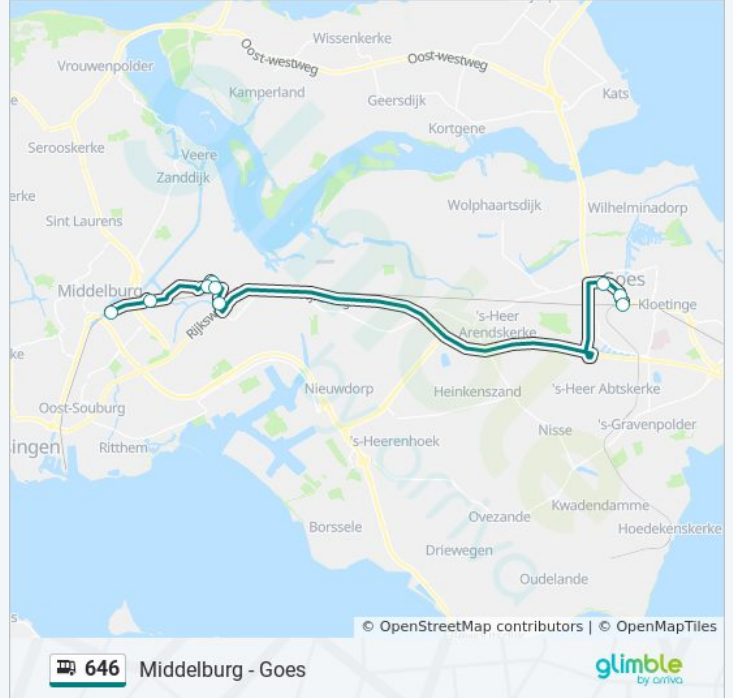 Wissenkerke
Oost-westweg
Oost-westweg
Vrouwenpolder
Kamperland
Geersdijk
Kats
Kortgene
Serooskerke
Veere
Zanddijk
erke
Wolphaartsdijk
Wilhelminadorp
Sint Laurens
Goes
Middelburg
Kloetinge
's-Heer
Arendskerke
ke
Nieuwdorp
Heinkenszand
's-Heer Abtskerke
Oost-Souburg
's-Gravenpolder
Nisse
singen
Ritthem
's-Heerenhoek
Kwadendamme
Ovezande
Borssele
Hoedekenskerke
Driewegen
Oudelande
s
© OpenStreetMap contributors | © OpenMapTiles
646 Middelburg - Goes
glimble
by arriva